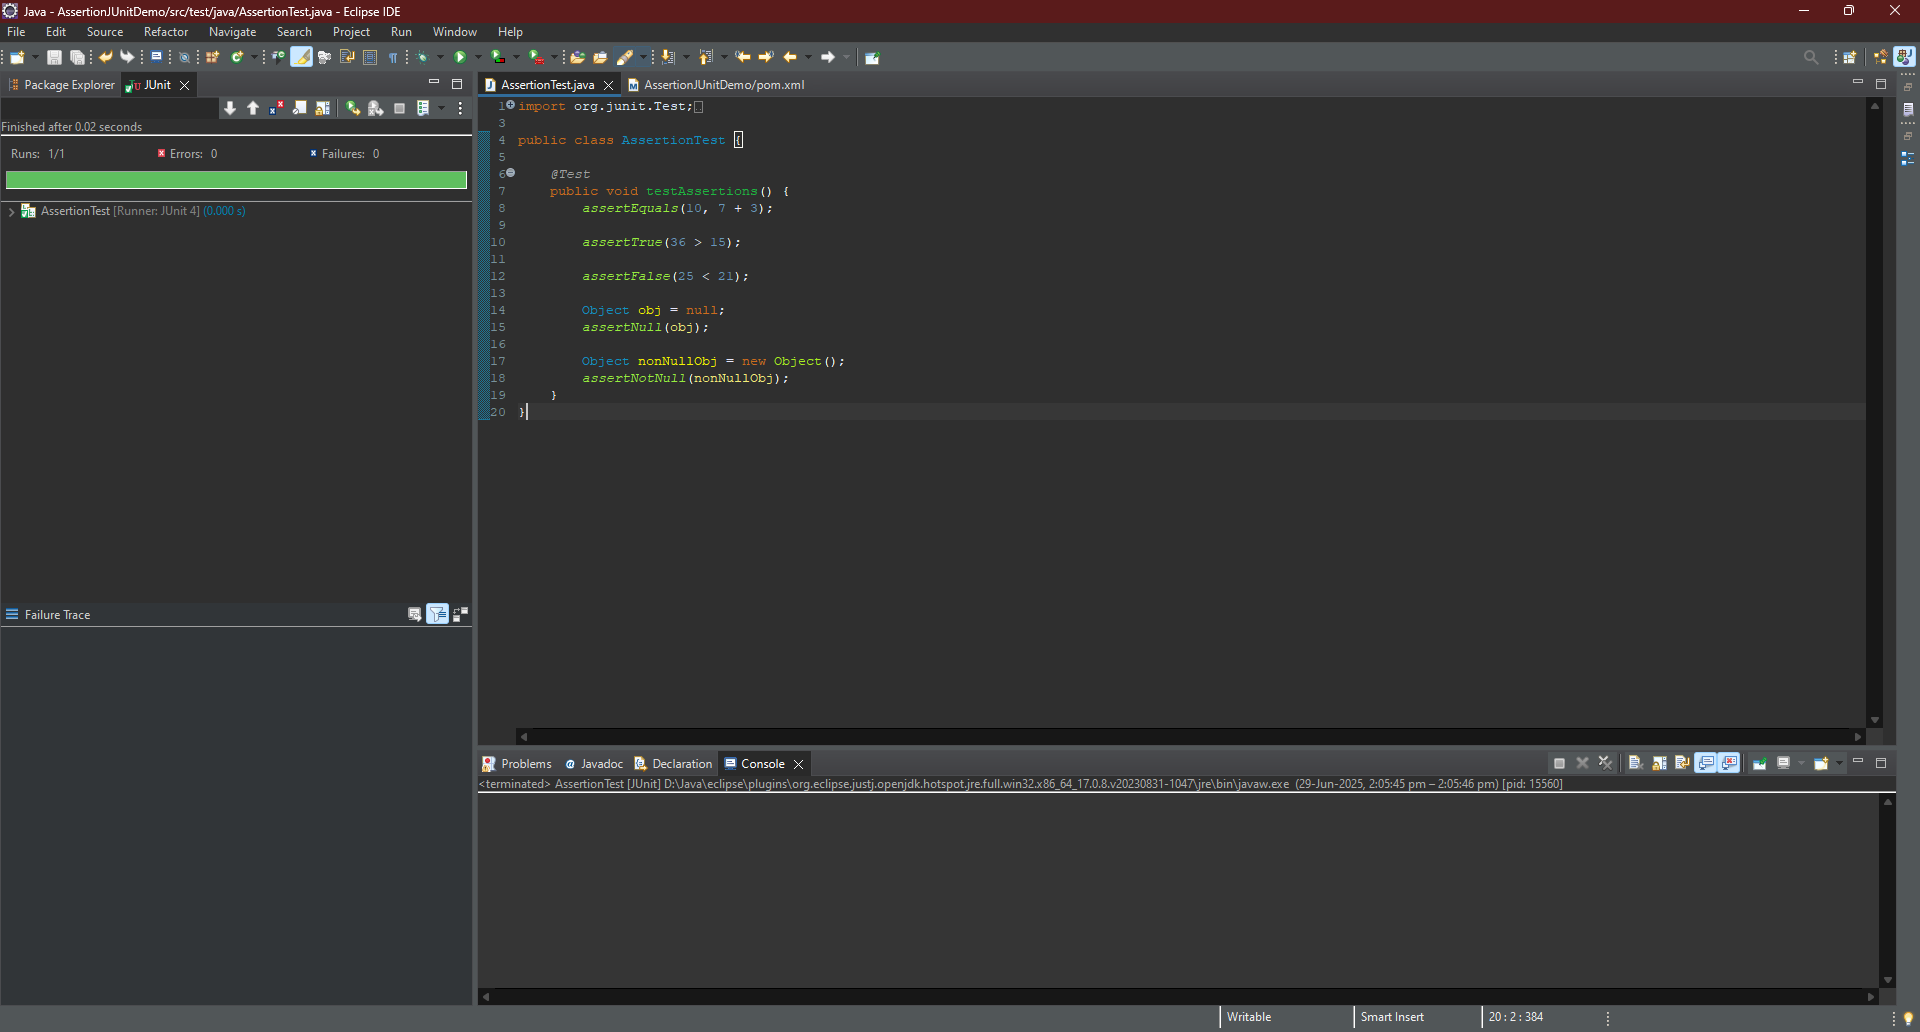 Java - AssertionJUnitDemo/src/test/java/AssertionTest.java - Eclipse IDE
File Edit Source Refactor Navigate Search Project Run Window Help
Package Explorer JUnit
Finished after 0.02 seconds
Runs: 1/1 Errors: 0 Failures: 0
AssertionTest [Runner: JUnit 4] (0.000 s)
Failure Trace
AssertionTest.java AssertionJUnitDemo/pom.xml
1 import org.junit.Test;
3
4 public class AssertionTest {
5
6 @Test
7 public void testAssertions() {
8 assertEquals(10, 7 + 3);
9
10 assertTrue(36 > 15);
11
12 assertFalse(25 < 21);
13
14 Object obj = null;
15 assertNull(obj);
16
17 Object nonNullObj = new Object();
18 assertNotNull(nonNullObj);
19 }
20 }
Problems Javadoc Declaration Console
<terminated> AssertionTest [JUnit] D:\Java\eclipse\plugins\org.eclipse.justj.openjdk.hotspot.jre.full.win32.x86_64_17.0.8.v20230831-1047\jre\bin\javaw.exe (29-Jun-2025, 2:05:45 pm – 2:05:46 pm) [pid: 15560]
Writable Smart Insert 20 : 2 : 384